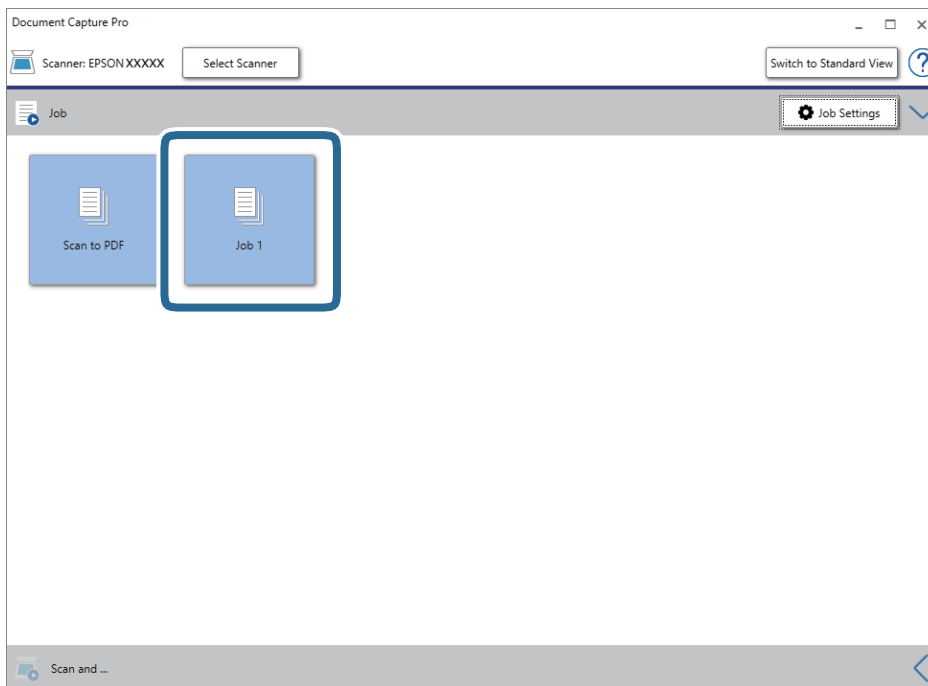 Document Capture Pro
Scanner: EPSON XXXXX
Select Scanner
Switch to Standard View
?
Job
Job Settings
Scan to PDF
Job 1
Scan and ...